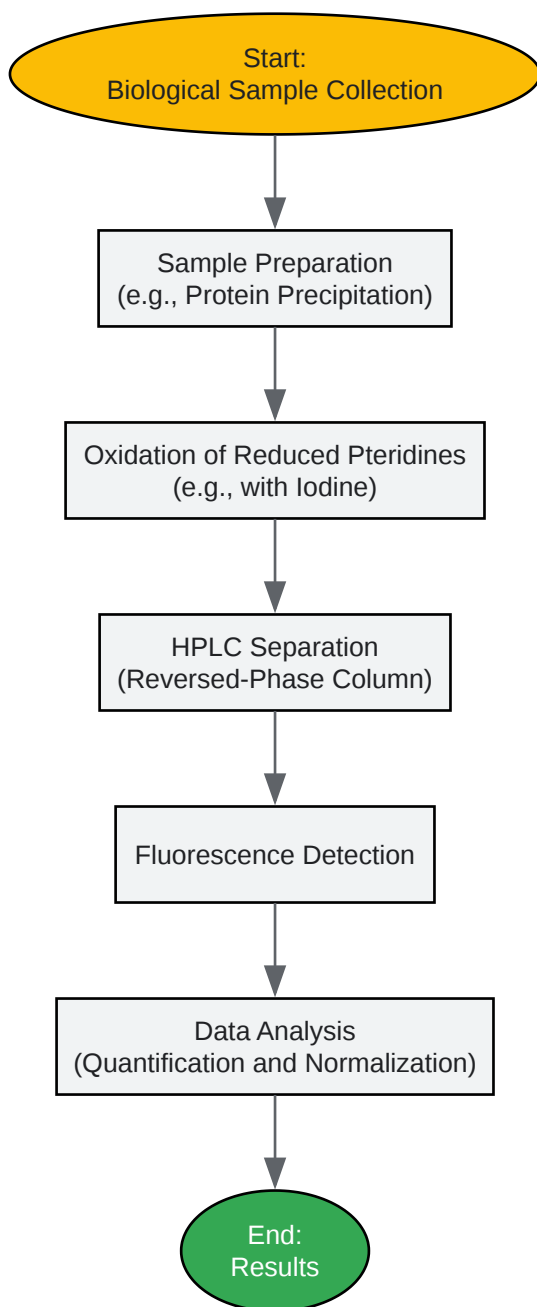 Start:
Biological Sample Collection
Sample Preparation
(e.g., Protein Precipitation)
Oxidation of Reduced Pteridines
(e.g., with Iodine)
HPLC Separation
(Reversed-Phase Column)
Fluorescence Detection
Data Analysis
(Quantification and Normalization)
End:
Results